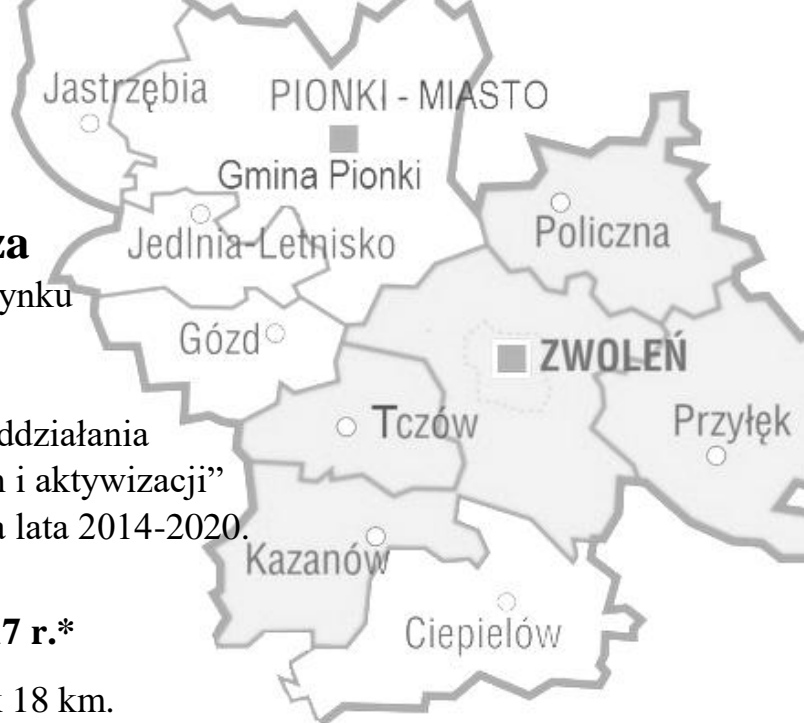 Jastrzębia
PIONKI - MIASTO
Gmina Pionki
Policzna
za
Jedlnia-Letnisko
ynku
Gózd
ZWOLEŃ
Tczów
Przyłęk
ddziałania
n i aktywizacji”
a lata 2014-2020.
Kazanów
Ciepielów
7 r.*
k 18 km.